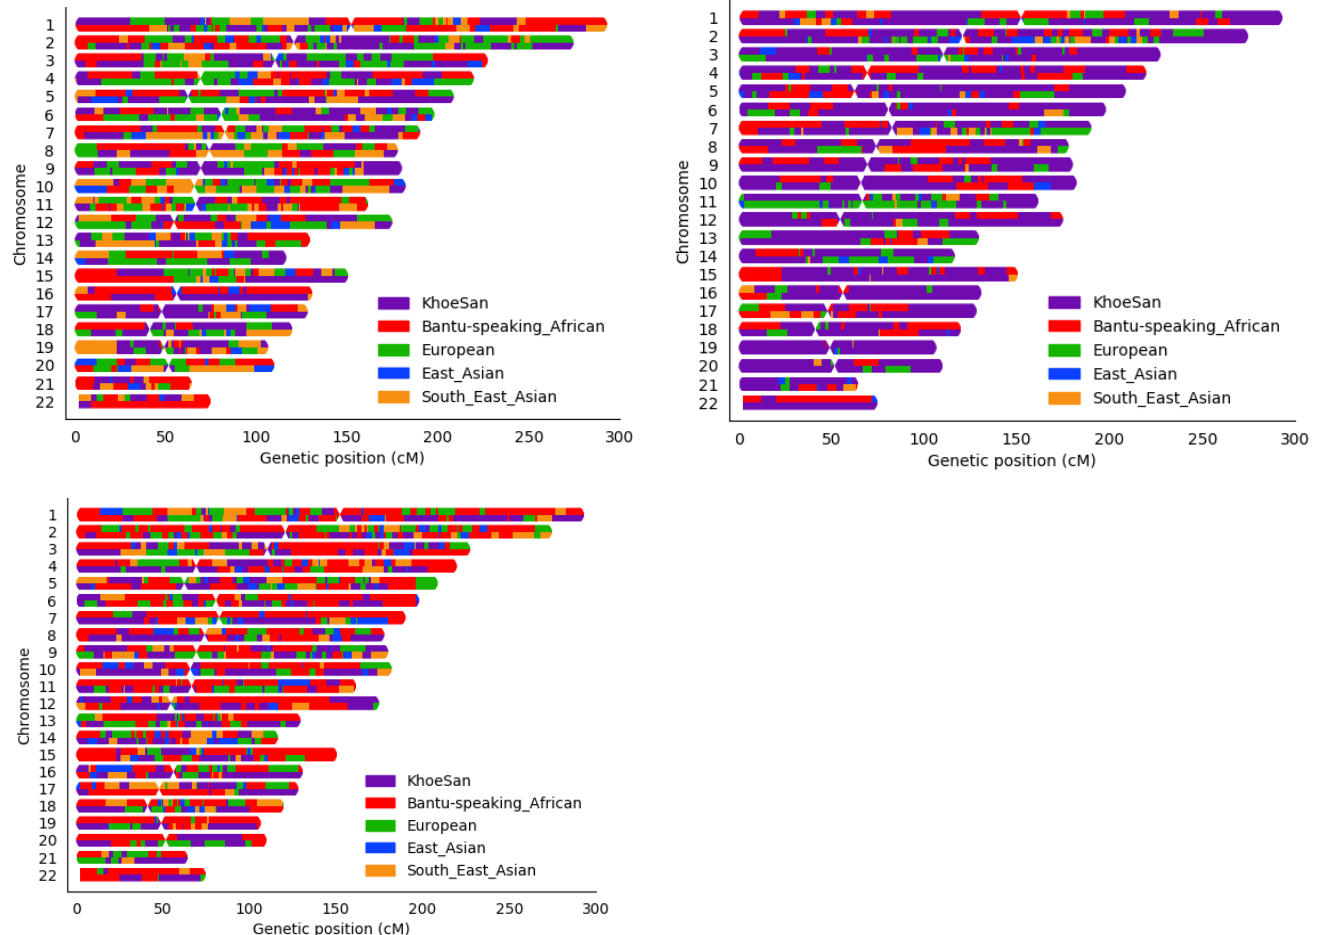 1
2
3
4
5
6
7
8
9
10
11
12
13
14
15
16
17
18
19
20
21
22
Chromosome
KhoeSan
Bantu-speaking_African
European
East_Asian
South_East_Asian
0 50 100 150 200 250 300
Genetic position (cM)
1
2
3
4
5
6
7
8
9
10
11
12
13
14
15
16
17
18
19
20
21
22
Chromosome
KhoeSan
Bantu-speaking_African
European
East_Asian
South_East_Asian
0 50 100 150 200 250 300
Genetic position (cM)
1
2
3
4
5
6
7
8
9
10
11
12
13
14
15
16
17
18
19
20
21
22
Chromosome
KhoeSan
Bantu-speaking_African
European
East_Asian
South_East_Asian
0 50 100 150 200 250 300
Genetic position (cM)